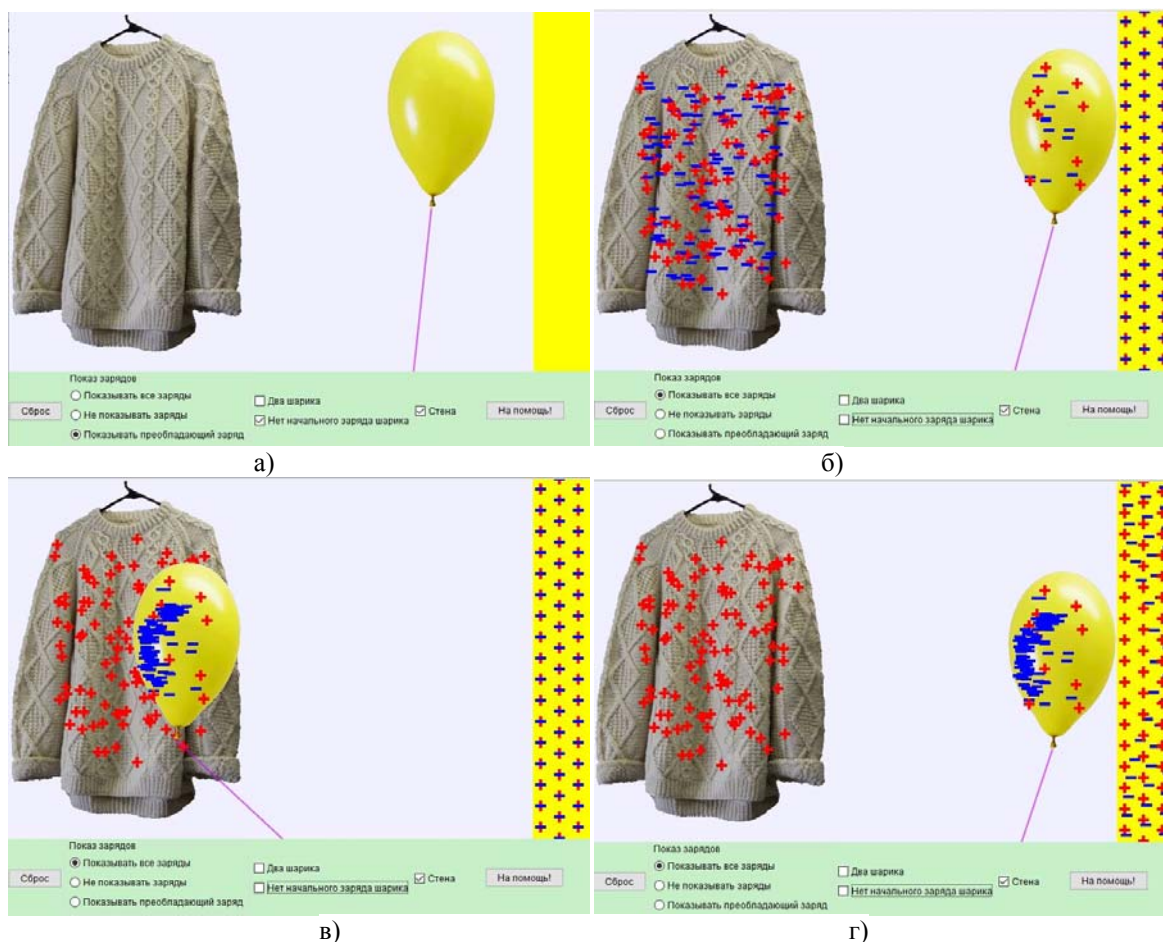 Показ зарядов
Показывать все заряды
Сброс
Не показывать заряды
Показывать преобладающий заряд
Два шарика
Нет начального заряда шарика
Стена
На помощь!
а)
Показ зарядов
Показывать все заряды
Сброс
Не показывать заряды
Показывать преобладающий заряд
Два шарика
Нет начального заряда шарика
Стена
На помощь!
б)
Показ зарядов
Показывать все заряды
Сброс
Не показывать заряды
Показывать преобладающий заряд
Два шарика
Нет начального заряда шарика
Стена
На помощь!
в)
Показ зарядов
Показывать все заряды
Сброс
Не показывать заряды
Показывать преобладающий заряд
Два шарика
Нет начального заряда шарика
Стена
На помощь!
г)